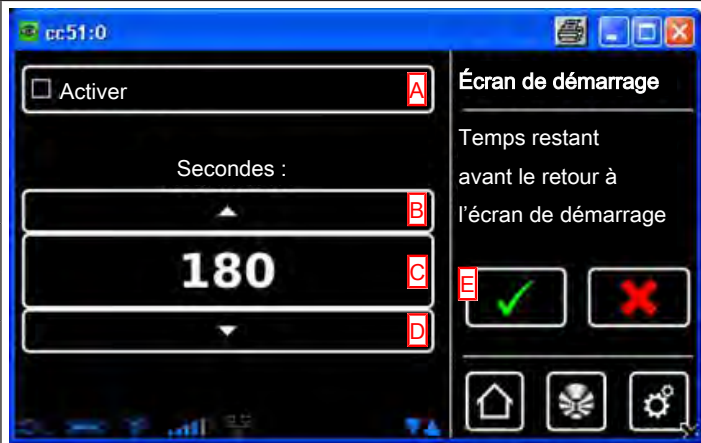 cc51:0
Activer
A
Écran de démarrage
Temps restant
avant le retour à
l'écran de démarrage
Secondes :
B
180
C
D
E